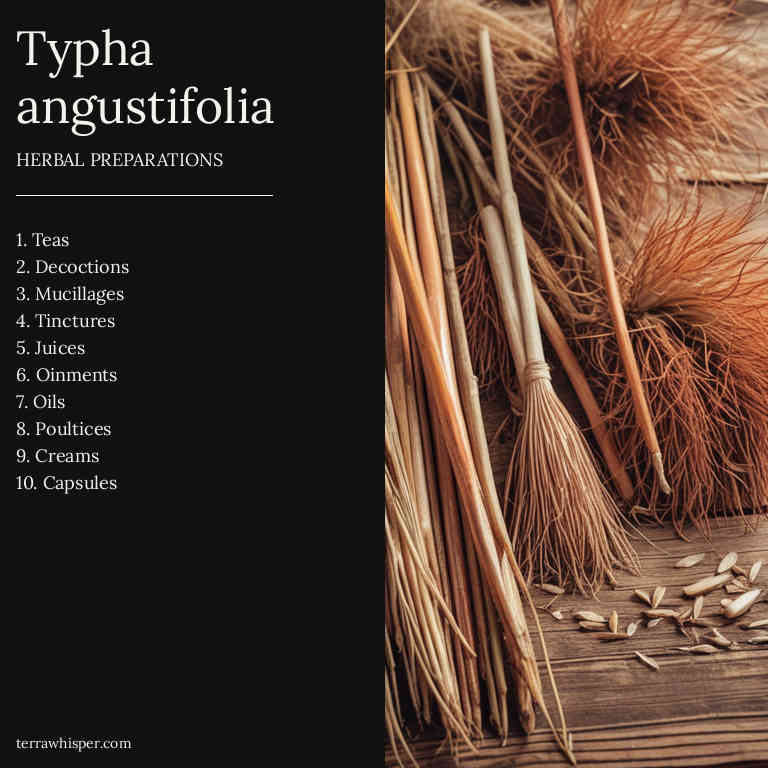 Typha
angustifolia
HERBAL PREPARATIONS
1. Teas
2. Decoctions
3. Mucillages
4. Tinctures
5. Juices
6. Oinments
7. Oils
8. Poultices
9. Creams
10. Capsules
terrawhisper.com